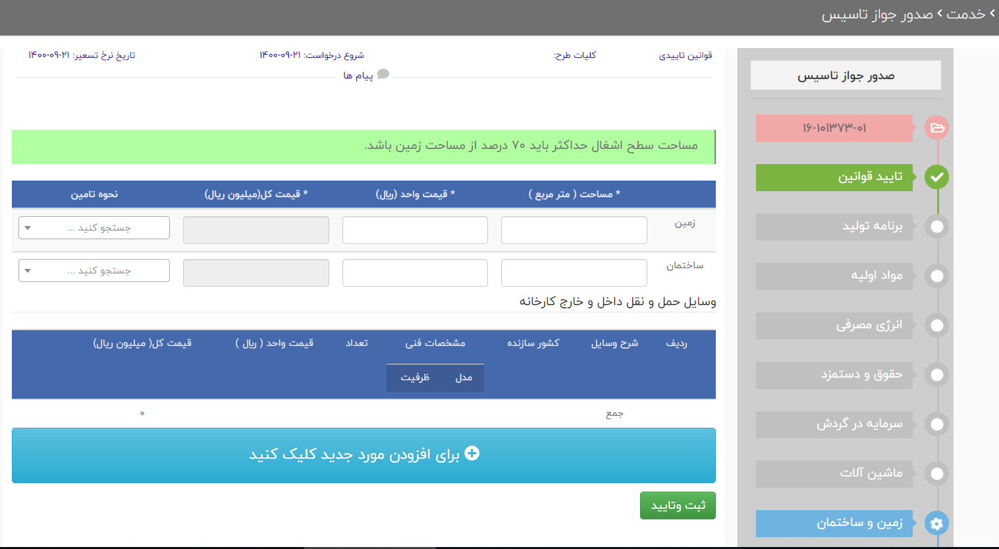 › خدمت › صدور جواز تاسیس
صدور جواز تاسیس
۱۶-۱۰۱۳۷۳-۰۱
تایید قوانین
برنامه تولید
مواد اولیه
انرژی مصرفی
حقوق و دستمزد
سرمایه در گردش
ماشین آلات
زمین و ساختمان
قوانین تاییدی کلیات طرح: شروع درخواست: ۱۴۰۰-۰۹-۲۱ تاریخ نرخ تسعیر: ۱۴۰۰-۰۹-۲۱
پیام ها
مساحت سطح اشغال حداکثر باید ۷۰ درصد از مساحت زمین باشد.
* مساحت ( متر مربع ) * قیمت واحد (ریال) * قیمت کل(میلیون ریال) نحوه تامین
زمین جستجو کنید ...
ساختمان جستجو کنید ...
وسایل حمل و نقل داخل و خارج کارخانه
ردیف شرح وسایل کشور سازنده مشخصات فنی تعداد قیمت واحد ( ریال ) قیمت کل( میلیون ریال)
مدل ظرفیت
جمع ۰
برای افزودن مورد جدید کلیک کنید
ثبت وتایید